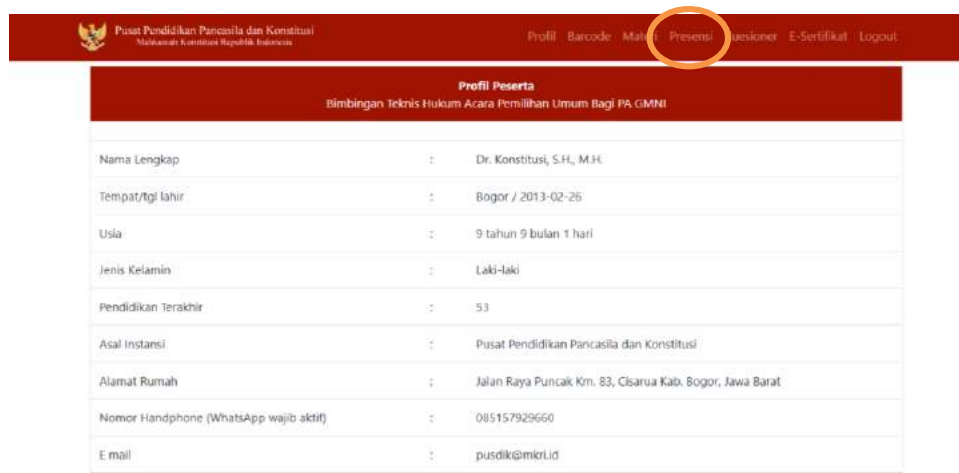 Pusat Pendidikan Pancasila dan Konstitusi
Mahkamah Konstitusi Republik Indonesia
Profil Barcode Materi Presensi Kuesioner E-Sertifikat Logout
Profil Peserta
Bimbingan Teknis Hukum Acara Pemilihan Umum Bagi PA GMNI
Nama Lengkap : Dr. Konstitusi, S.H., M.H.
Tempat/tgl lahir : Bogor / 2013-02-26
Usia : 9 tahun 9 bulan 1 hari
Jenis Kelamin : Laki-laki
Pendidikan Terakhir : S3
Asal Instansi : Pusat Pendidikan Pancasila dan Konstitusi
Alamat Rumah : Jalan Raya Puncak Km. 83, Cisarua Kab. Bogor, Jawa Barat
Nomor Handphone (WhatsApp wajib aktif) : 085157929660
E mail : pusdik@mkri.id